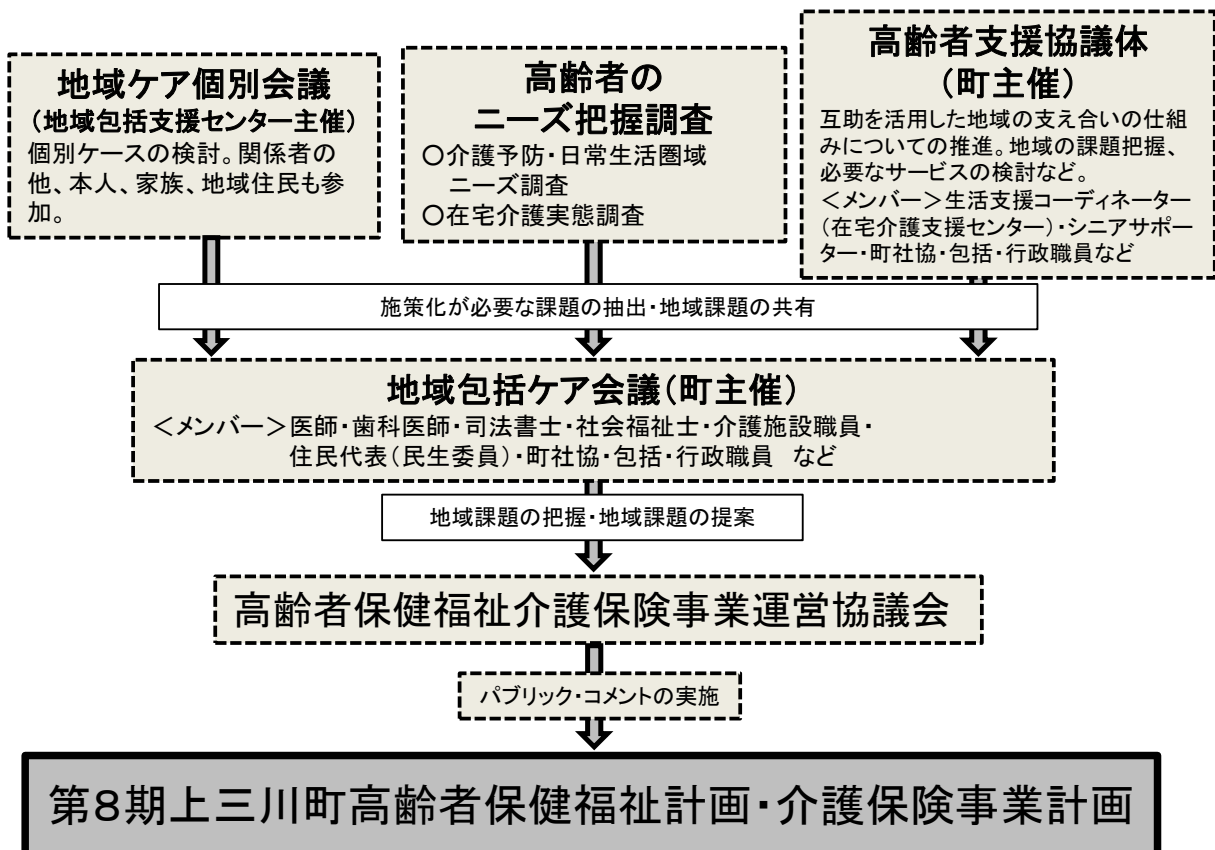 地域ケア個別会議
（地域包括支援センター主催）
個別ケースの検討。関係者の
他、本人、家族、地域住民も参
加。
高齢者の
ニーズ把握調査
○介護予防・日常生活圏域
ニーズ調査
○在宅介護実態調査
高齢者支援協議体
（町主催）
互助を活用した地域の支え合いの仕組
みについての推進。地域の課題把握、
必要なサービスの検討など。
＜メンバー＞生活支援コーディネーター
（在宅介護支援センター）・シニアサポー
ター・町社協・包括・行政職員など
施策化が必要な課題の抽出・地域課題の共有
地域包括ケア会議（町主催）
＜メンバー＞医師・歯科医師・司法書士・社会福祉士・介護施設職員・
住民代表（民生委員）・町社協・包括・行政職員　など
地域課題の把握・地域課題の提案
高齢者保健福祉介護保険事業運営協議会
パブリック・コメントの実施
第８期上三川町高齢者保健福祉計画・介護保険事業計画